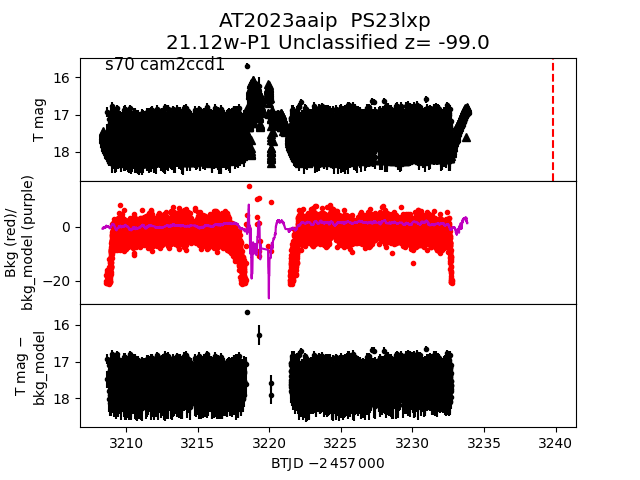 AT2023aaip PS23lxp
21.12w-P1 Unclassified z= -99.0
s70 cam2ccd1
T mag
16
17
18
Bkg (red)/
bkg_model (purple)
0
−20
T mag −
bkg_model
16
17
18
3210 3215 3220 3225 3230 3235 3240
BTJD −2 457 000